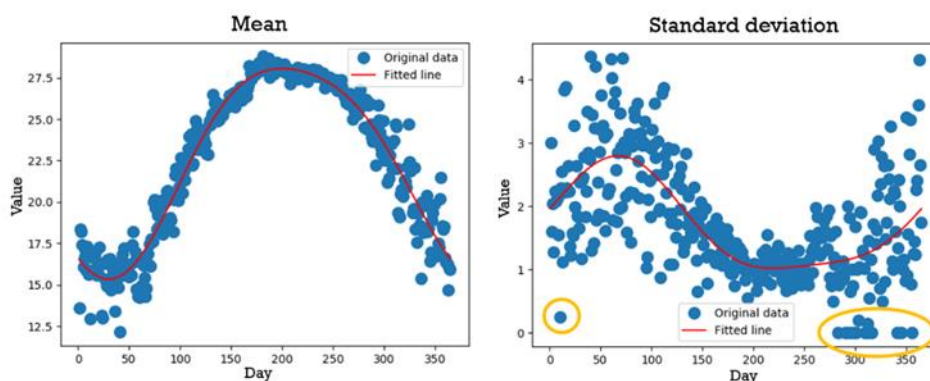 Mean
27.5
25.0
22.5
20.0
17.5
15.0
12.5
Value
0 50 100 150 200 250 300 350
Day
Original data
Fitted line
Standard deviation
4
3
2
1
0
Value
0 50 100 150 200 250 300 350
Day
Original data
Fitted line